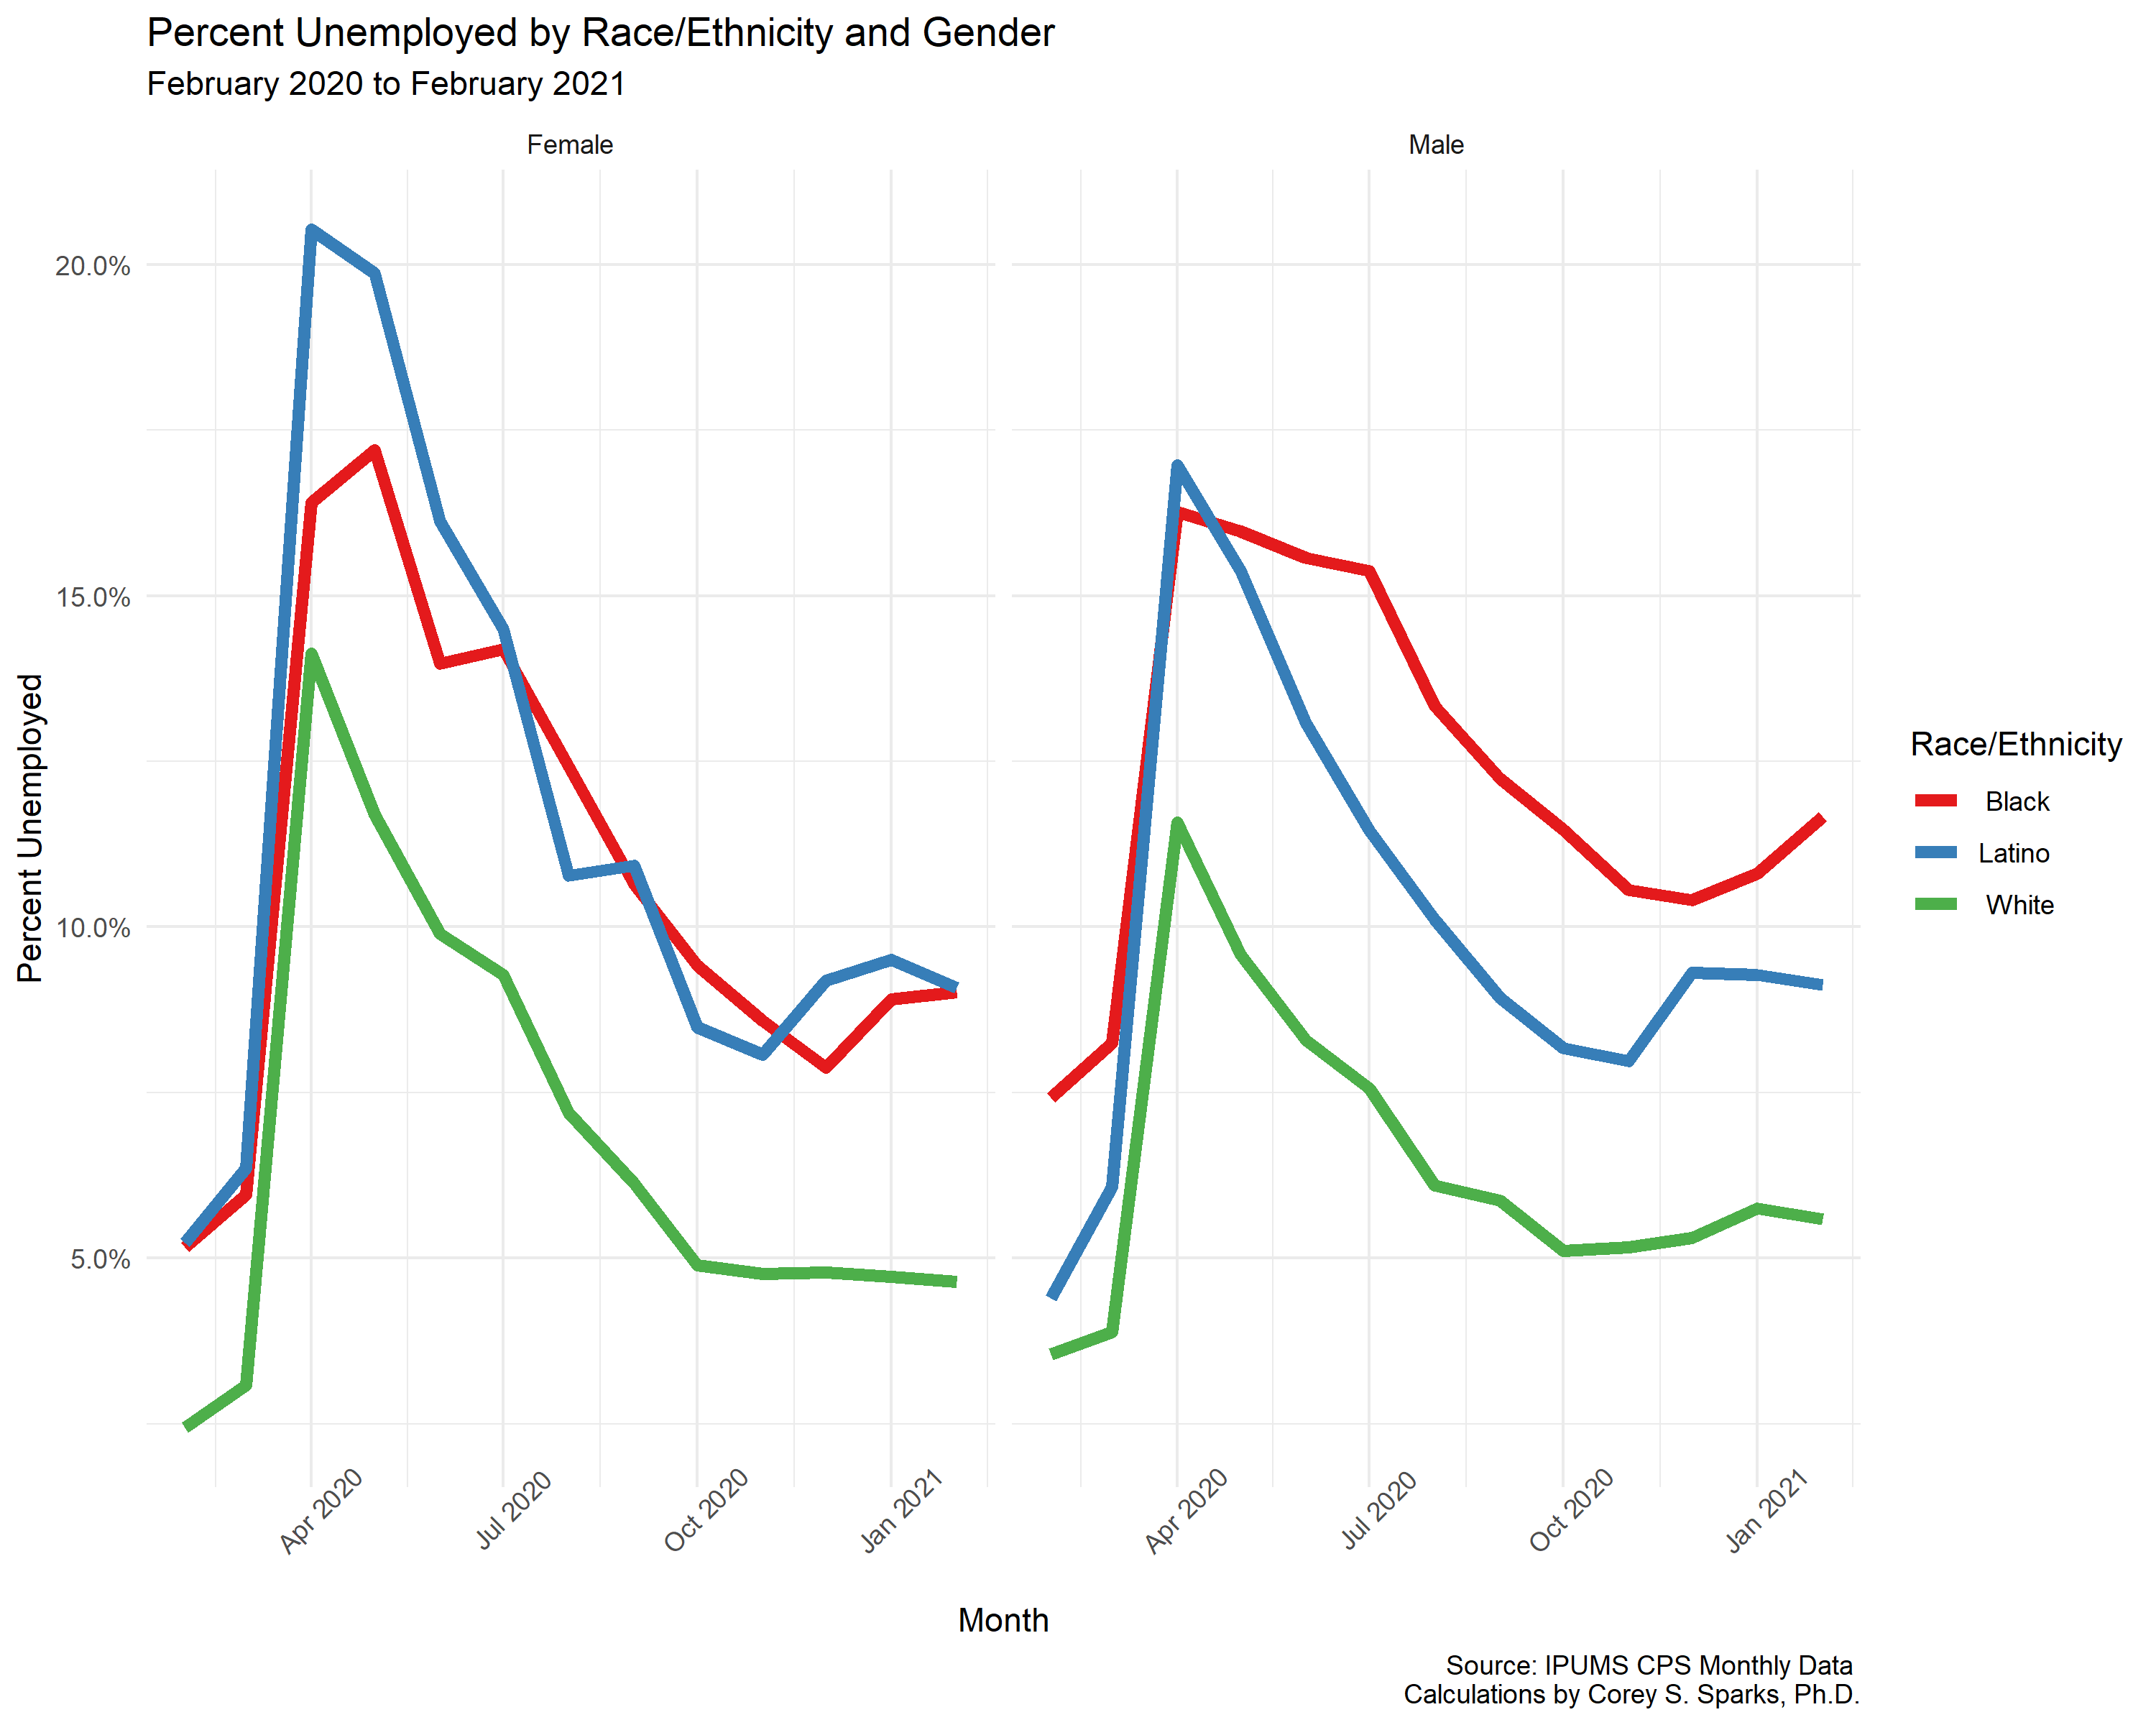 Percent Unemployed by Race/Ethnicity and Gender
February 2020 to February 2021
Female
Male
20.0%
15.0%
10.0%
5.0%
Percent Unemployed
Apr 2020
Jul 2020
Oct 2020
Jan 2021
Apr 2020
Jul 2020
Oct 2020
Jan 2021
Month
Race/Ethnicity
Black
Latino
White
Source: IPUMS CPS Monthly Data
Calculations by Corey S. Sparks, Ph.D.